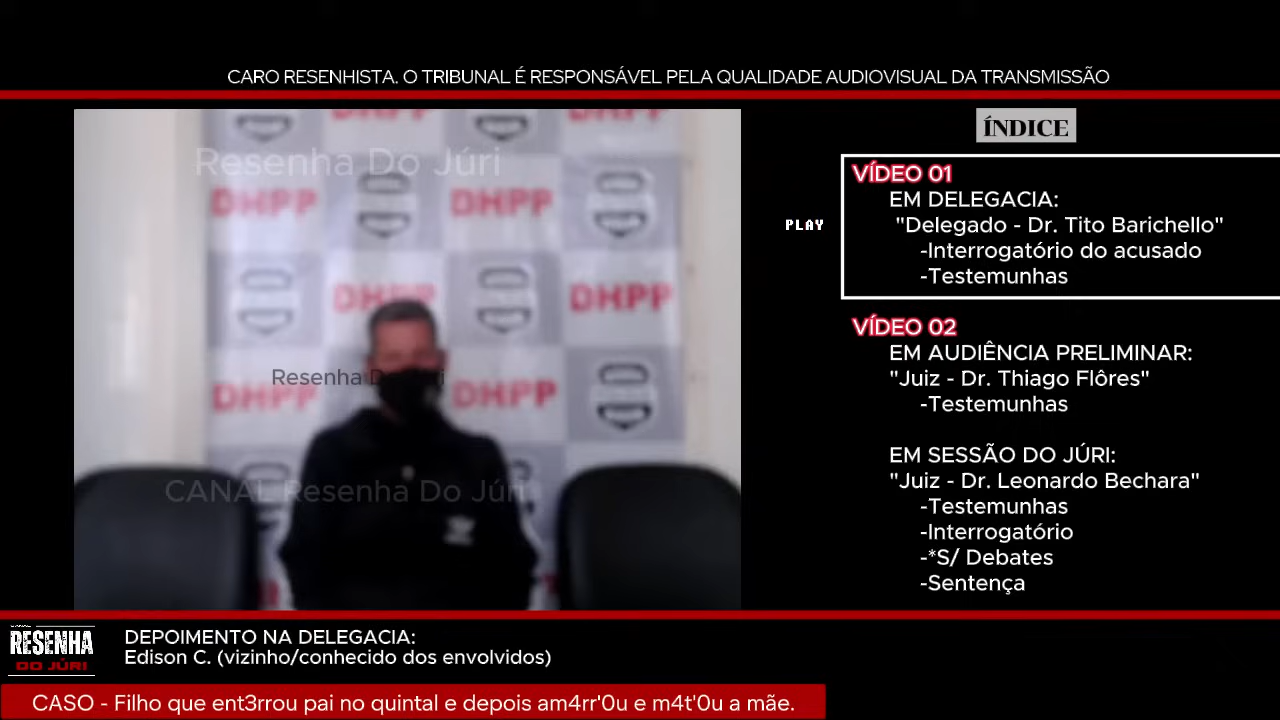 CARO RESENHISTA. O TRIBUNAL É RESPONSÁVEL PELA QUALIDADE AUDIOVISUAL DA TRANSMISSÃO
Resenha Do Júri
DHPP
DHPP
DHPP
DHPP
DHPP
DHPP
DHPP
DHPP
Resenha Do Júri
CANAL Resenha Do Júri
PLAY
ÍNDICE
VÍDEO 01
EM DELEGACIA:
"Delegado - Dr. Tito Barichello"
-Interrogatório do acusado
-Testemunhas
VÍDEO 02
EM AUDIÊNCIA PRELIMINAR:
"Juiz - Dr. Thiago Flôres"
-Testemunhas
EM SESSÃO DO JÚRI:
"Juiz - Dr. Leonardo Bechara"
-Testemunhas
-Interrogatório
-*S/ Debates
-Sentença
RESENHA
DO JÚRI
DEPOIMENTO NA DELEGACIA:
Edison C. (vizinho/conhecido dos envolvidos)
CASO - Filho que ent3rrou pai no quintal e depois am4rr'0u e m4t'0u a mãe.